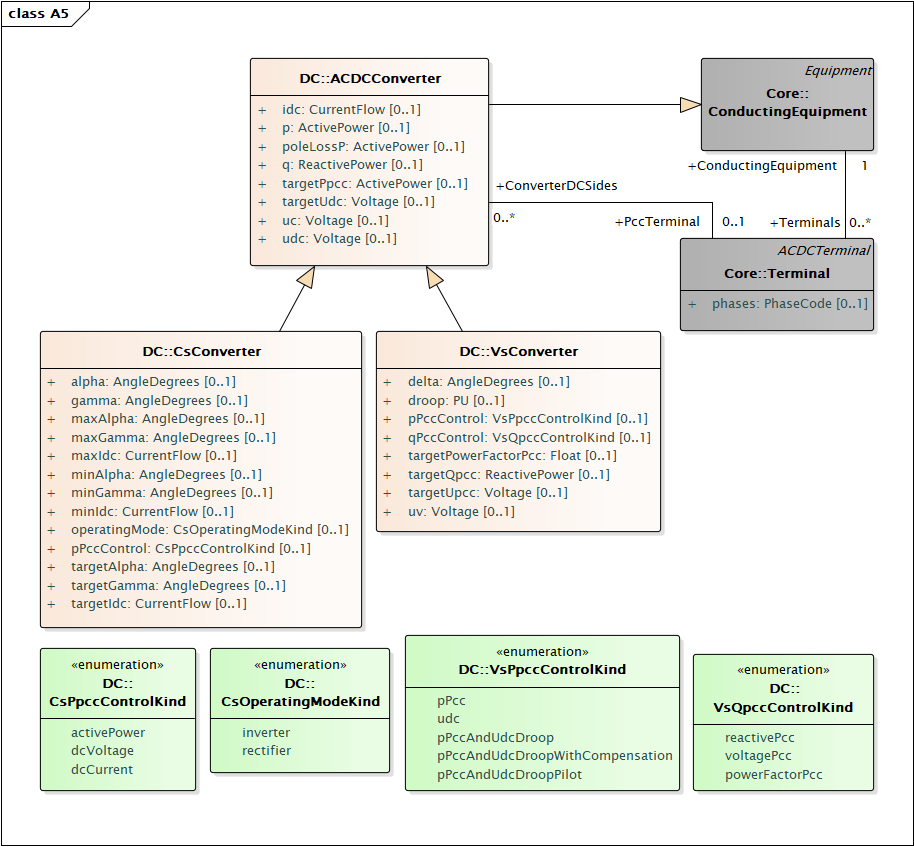 class A5
DC::ACDCConverter
+ idc: CurrentFlow [0..1]
+ p: ActivePower [0..1]
+ poleLossP: ActivePower [0..1]
+ q: ReactivePower [0..1]
+ targetPpcc: ActivePower [0..1]
+ targetUdc: Voltage [0..1]
+ uc: Voltage [0..1]
+ udc: Voltage [0..1]
Equipment
Core::
ConductingEquipment
+ConductingEquipment 1
+ConverterDCSides
0..*
+PccTerminal 0..1
+Terminals 0..*
ACDCTerminal
Core::Terminal
+ phases: PhaseCode [0..1]
DC::CsConverter
+ alpha: AngleDegrees [0..1]
+ gamma: AngleDegrees [0..1]
+ maxAlpha: AngleDegrees [0..1]
+ maxGamma: AngleDegrees [0..1]
+ maxIdc: CurrentFlow [0..1]
+ minAlpha: AngleDegrees [0..1]
+ minGamma: AngleDegrees [0..1]
+ minIdc: CurrentFlow [0..1]
+ operatingMode: CsOperatingModeKind [0..1]
+ pPccControl: CsPpccControlKind [0..1]
+ targetAlpha: AngleDegrees [0..1]
+ targetGamma: AngleDegrees [0..1]
+ targetIdc: CurrentFlow [0..1]
DC::VsConverter
+ delta: AngleDegrees [0..1]
+ droop: PU [0..1]
+ pPccControl: VsPpccControlKind [0..1]
+ qPccControl: VsQpccControlKind [0..1]
+ targetPowerFactorPcc: Float [0..1]
+ targetQpcc: ReactivePower [0..1]
+ targetUpcc: Voltage [0..1]
+ uv: Voltage [0..1]
«enumeration»
DC::
CsPpccControlKind
activePower
dcVoltage
dcCurrent
«enumeration»
DC::
CsOperatingModeKind
inverter
rectifier
«enumeration»
DC::VsPpccControlKind
pPcc
udc
pPccAndUdcDroop
pPccAndUdcDroopWithCompensation
pPccAndUdcDroopPilot
«enumeration»
DC::
VsQpccControlKind
reactivePcc
voltagePcc
powerFactorPcc